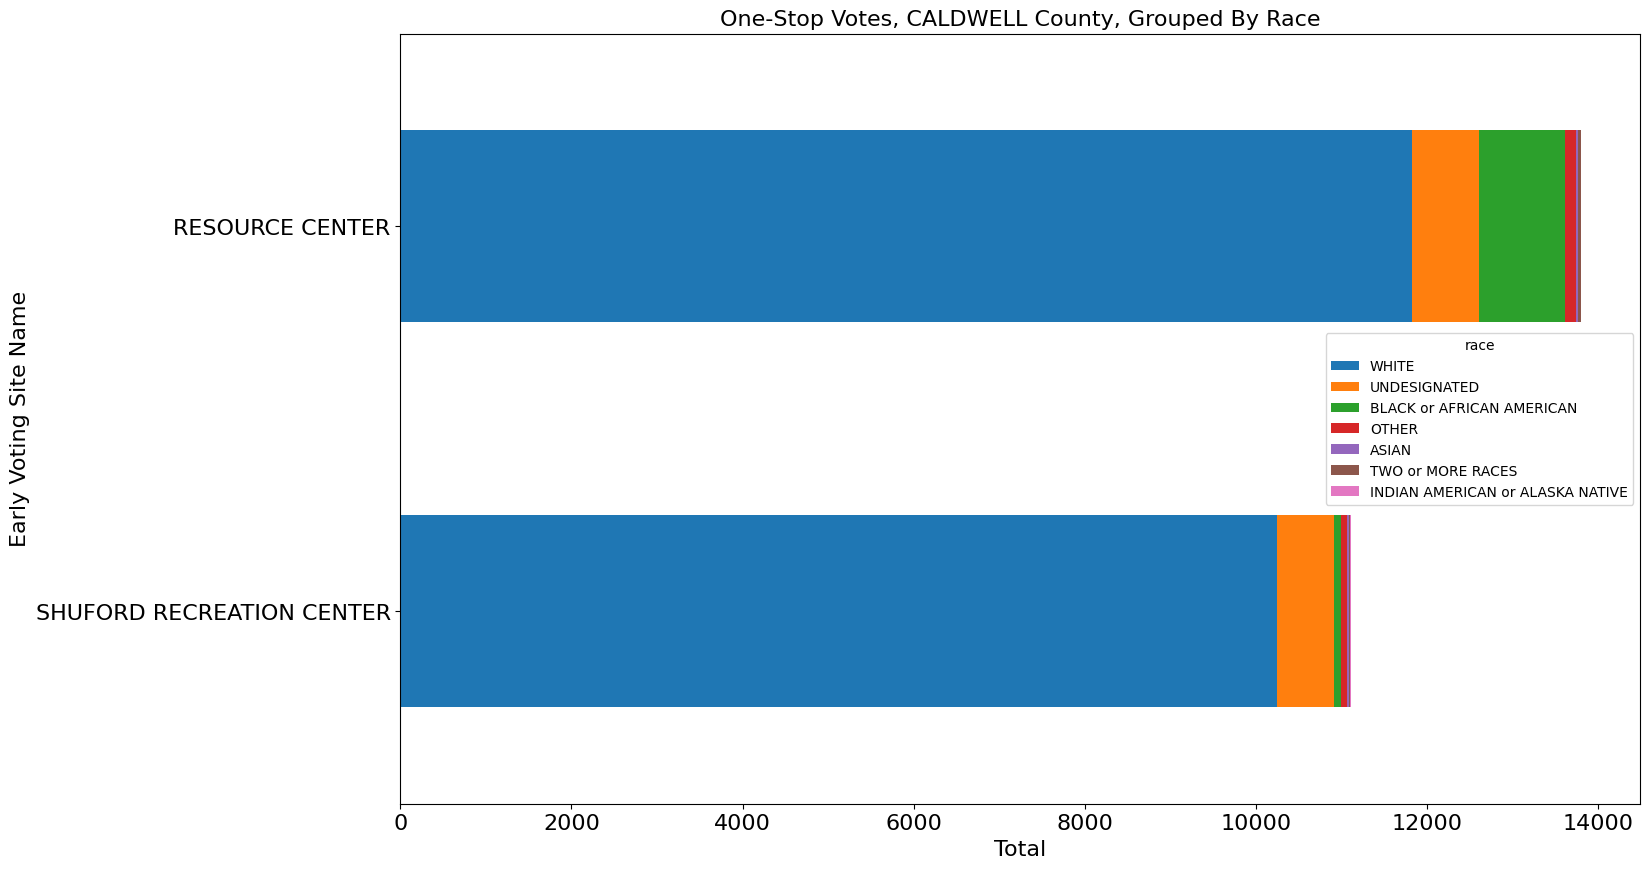 One-Stop Votes, CALDWELL County, Grouped By Race
Early Voting Site Name
RESOURCE CENTER
SHUFORD RECREATION CENTER
race
WHITE
UNDESIGNATED
BLACK or AFRICAN AMERICAN
OTHER
ASIAN
TWO or MORE RACES
INDIAN AMERICAN or ALASKA NATIVE
0 2000 4000 6000 8000 10000 12000 14000
Total